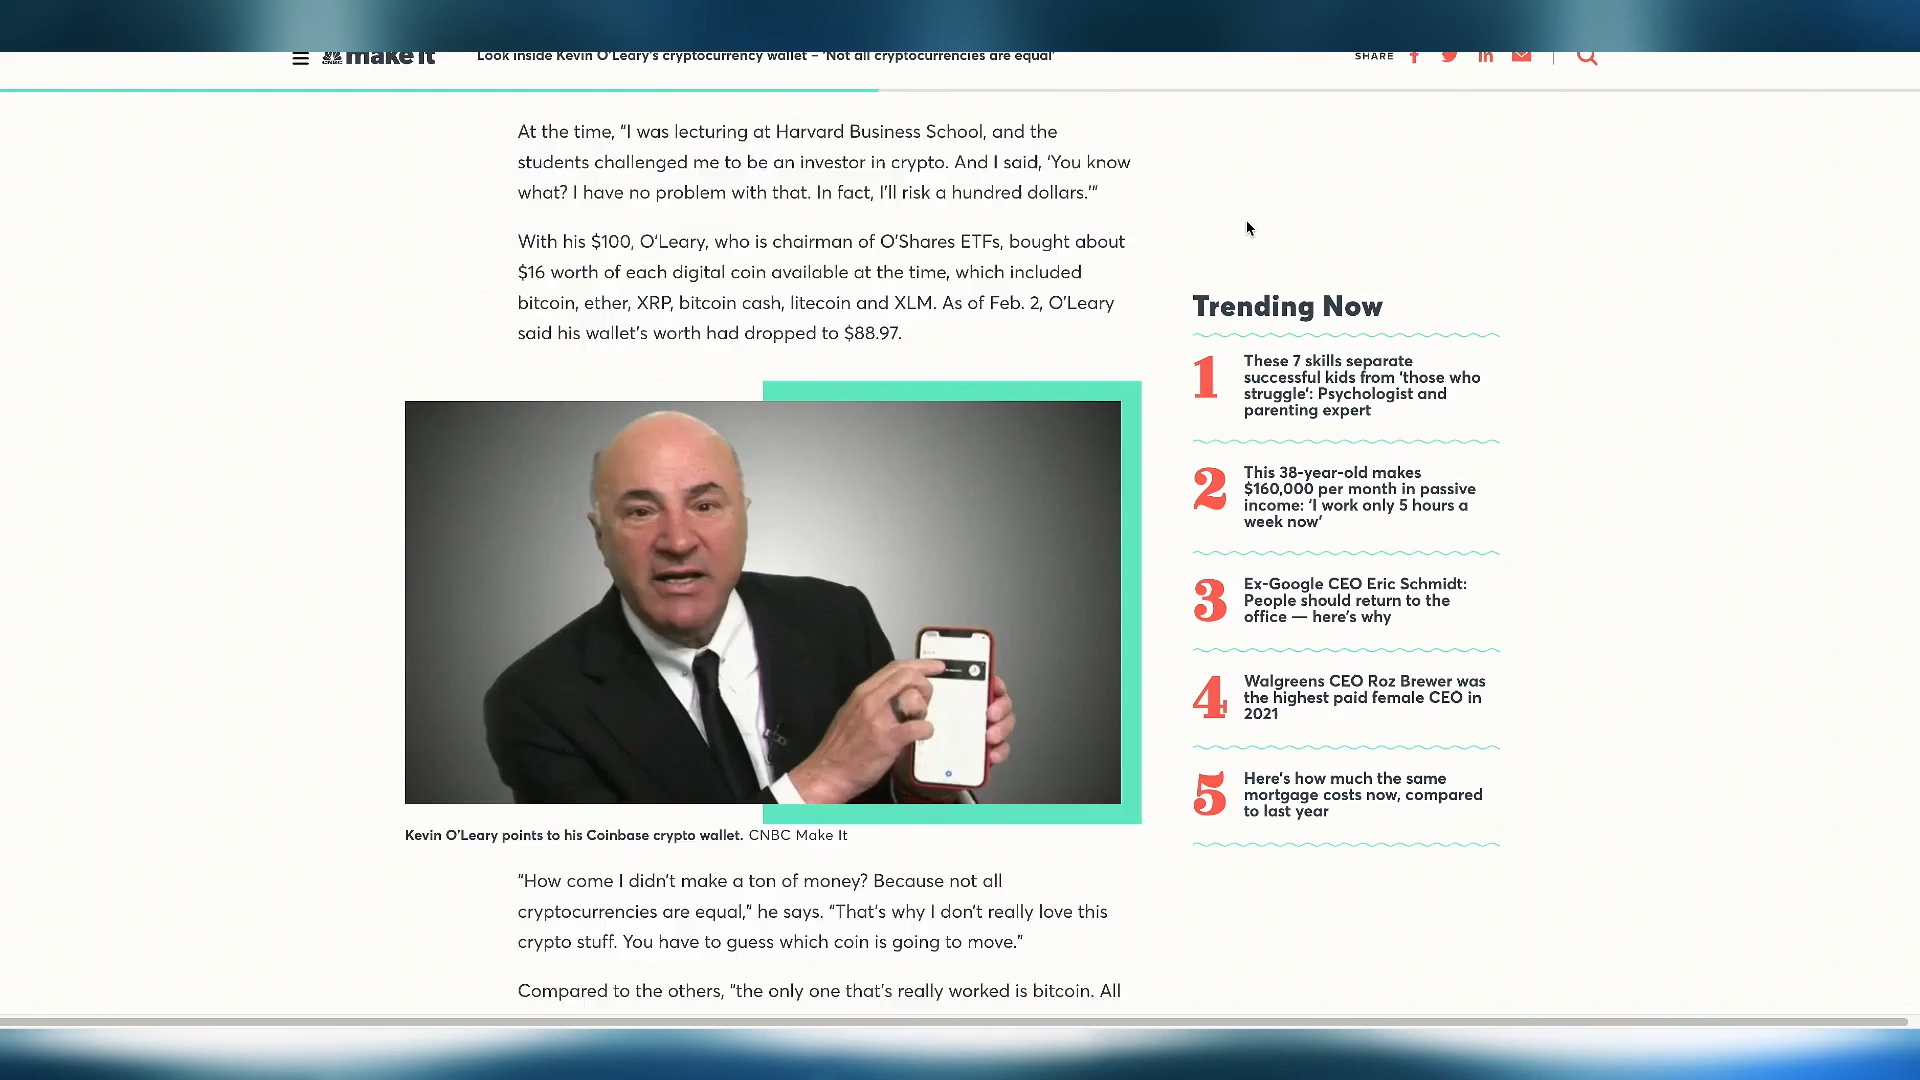 CNBC make it
Look inside Kevin O'Leary's cryptocurrency wallet – 'Not all cryptocurrencies are equal'
SHARE
At the time, “I was lecturing at Harvard Business School, and the
students challenged me to be an investor in crypto. And I said, ‘You know
what? I have no problem with that. In fact, I’ll risk a hundred dollars.’”
With his $100, O’Leary, who is chairman of O’Shares ETFs, bought about
$16 worth of each digital coin available at the time, which included
bitcoin, ether, XRP, bitcoin cash, litecoin and XLM. As of Feb. 2, O’Leary
said his wallet’s worth had dropped to $88.97.
Kevin O’Leary points to his Coinbase crypto wallet. CNBC Make It
“How come I didn’t make a ton of money? Because not all
cryptocurrencies are equal,” he says. “That’s why I don’t really love this
crypto stuff. You have to guess which coin is going to move.”
Compared to the others, “the only one that’s really worked is bitcoin. All
Trending Now
1
These 7 skills separate
successful kids from ‘those who
struggle’: Psychologist and
parenting expert
2
This 38-year-old makes
$160,000 per month in passive
income: ‘I work only 5 hours a
week now’
3
Ex-Google CEO Eric Schmidt:
People should return to the
office — here’s why
4
Walgreens CEO Roz Brewer was
the highest paid female CEO in
2021
5
Here’s how much the same
mortgage costs now, compared
to last year